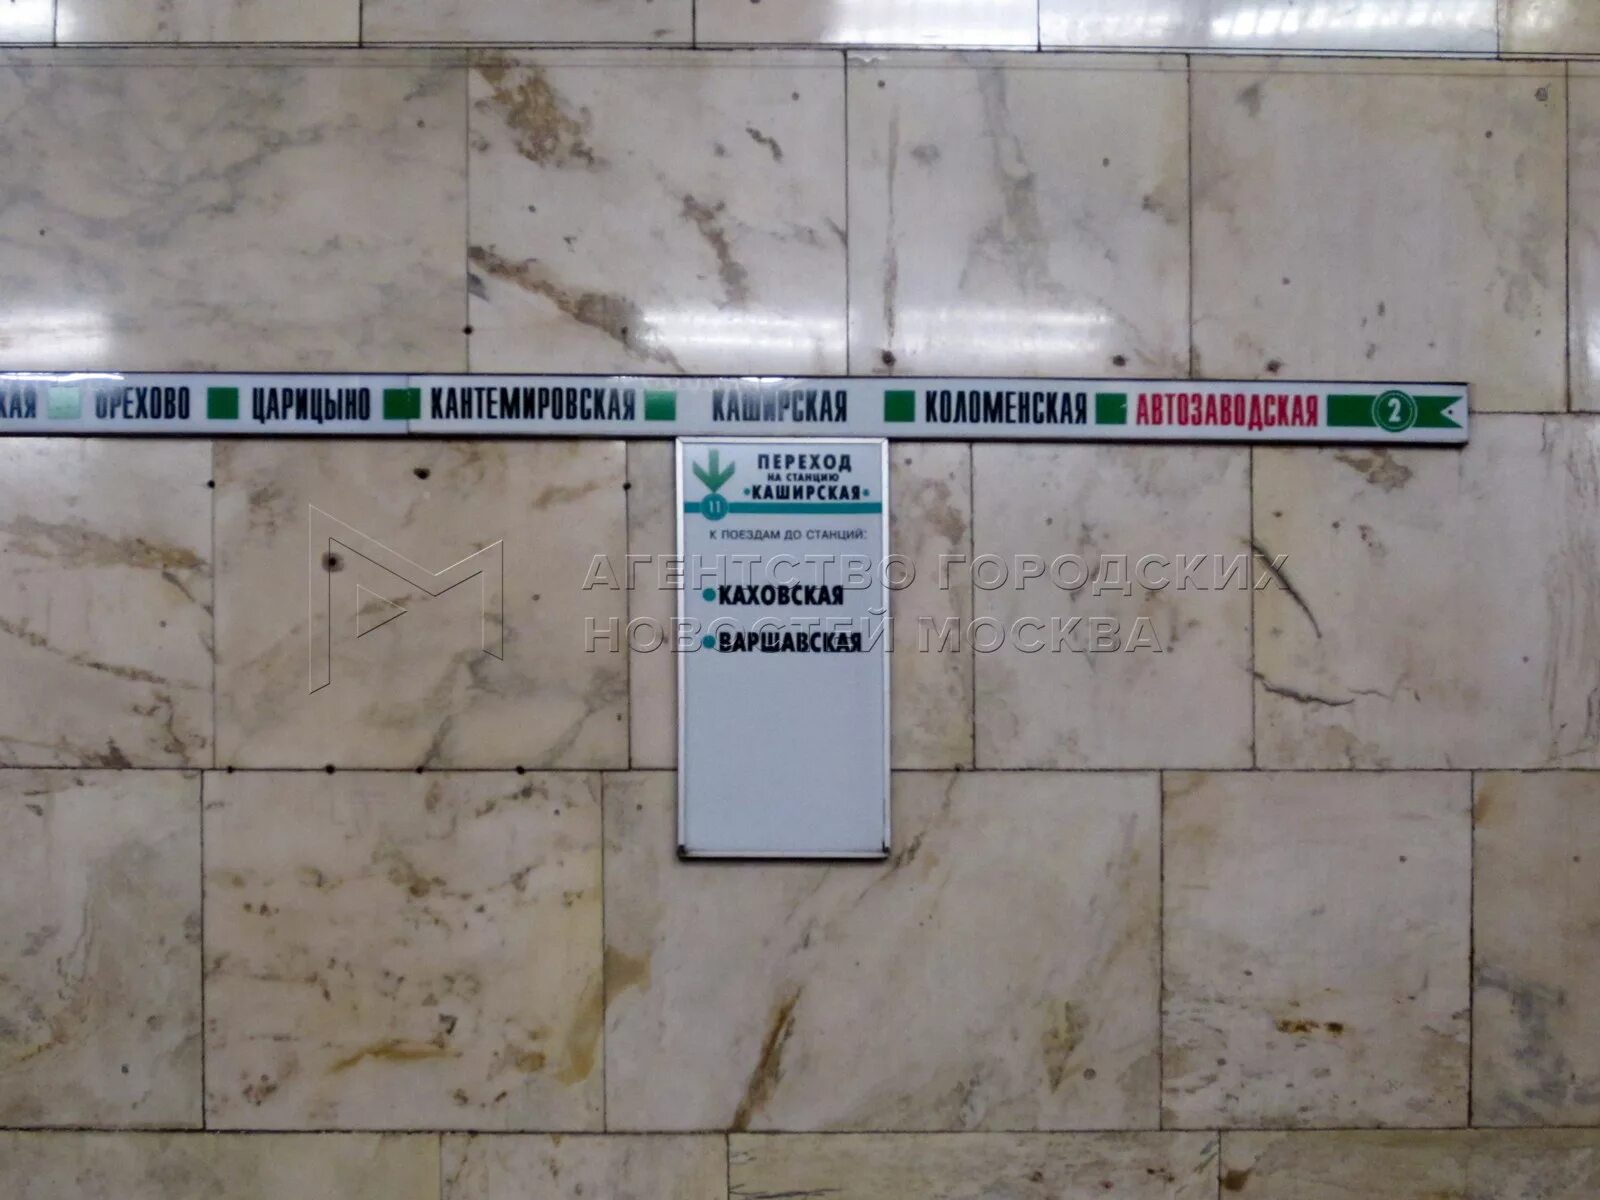 КАЯ ОРЕХОВО ЦАРИЦЫНО КАНТЕМИРОВСКАЯ КАШИРСКАЯ КОЛОМЕНСКАЯ АВТОЗАВОДСКАЯ 2
ПЕРЕХОД
НА СТАНЦИЮ
•КАШИРСКАЯ•
11
К ПОЕЗДАМ ДО СТАНЦИЙ:
•КАХОВСКАЯ
•ВАРШАВСКАЯ
АГЕНТСТВО ГОРОДСКИХ
НОВОСТЕЙ МОСКВА